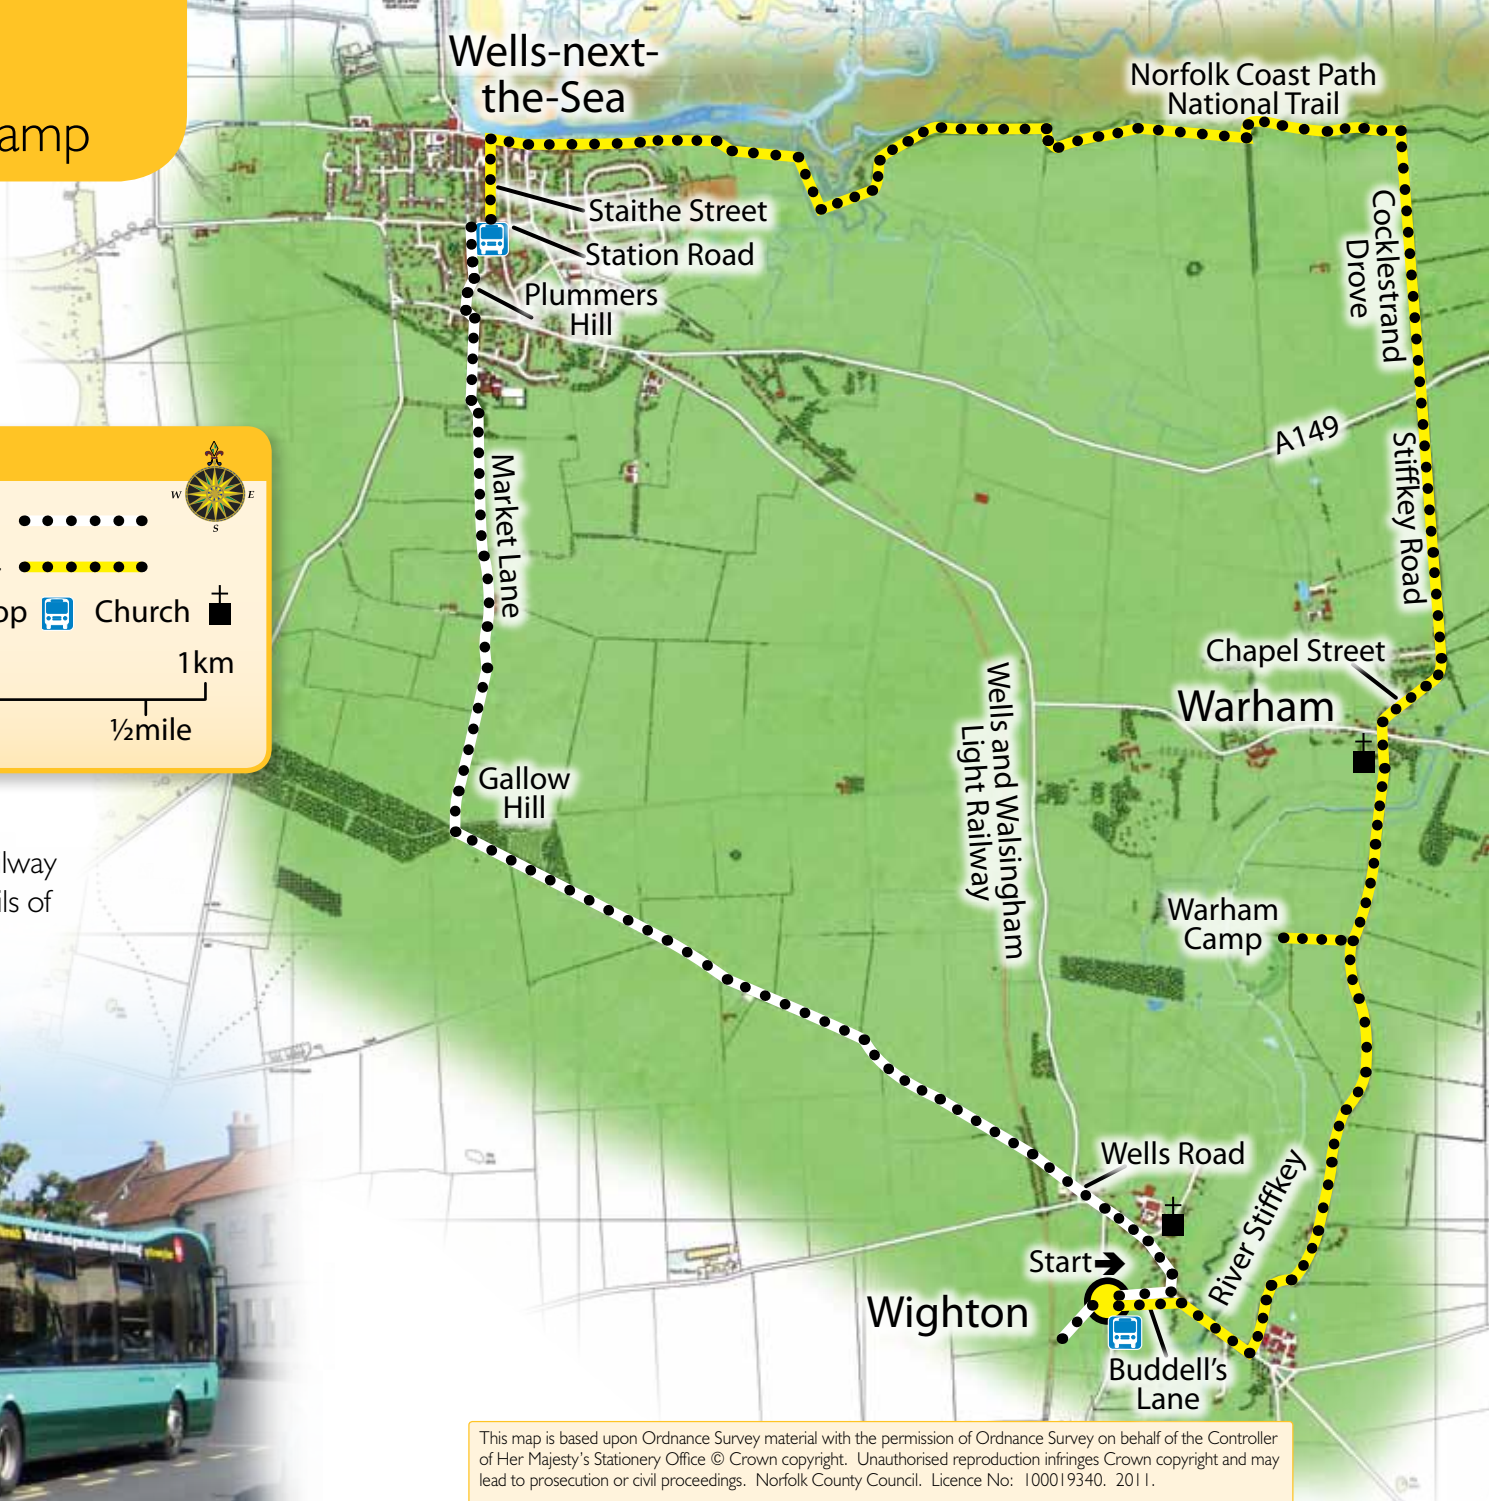 amp
Wells-next-
the-Sea
Norfolk Coast Path
National Trail
Staithe Street
Station Road
Plummers
Hill
Cocklestrand
Drove
A149
Market Lane
Stiffkey Road
W
E
S
op
Church
1km
½mile
Chapel Street
Warham
Wells and Walsingham
Light Railway
Gallow
Hill
lway
ils of
Warham
Camp
Wells Road
River Stiffkey
Start
Wighton
Buddell's
Lane
This map is based upon Ordnance Survey material with the permission of Ordnance Survey on behalf of the Controller
of Her Majesty's Stationery Office © Crown copyright. Unauthorised reproduction infringes Crown copyright and may
lead to prosecution or civil proceedings. Norfolk County Council. Licence No: 100019340. 2011.